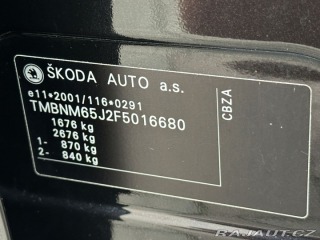 ŠKODA AUTO a.s.
e11*2001/116*0291
TMBNM65J2F5016680
1676 kg
2676 kg
1- 870 kg
2- 840 kg
CBZA
BAJAUTO.CZ